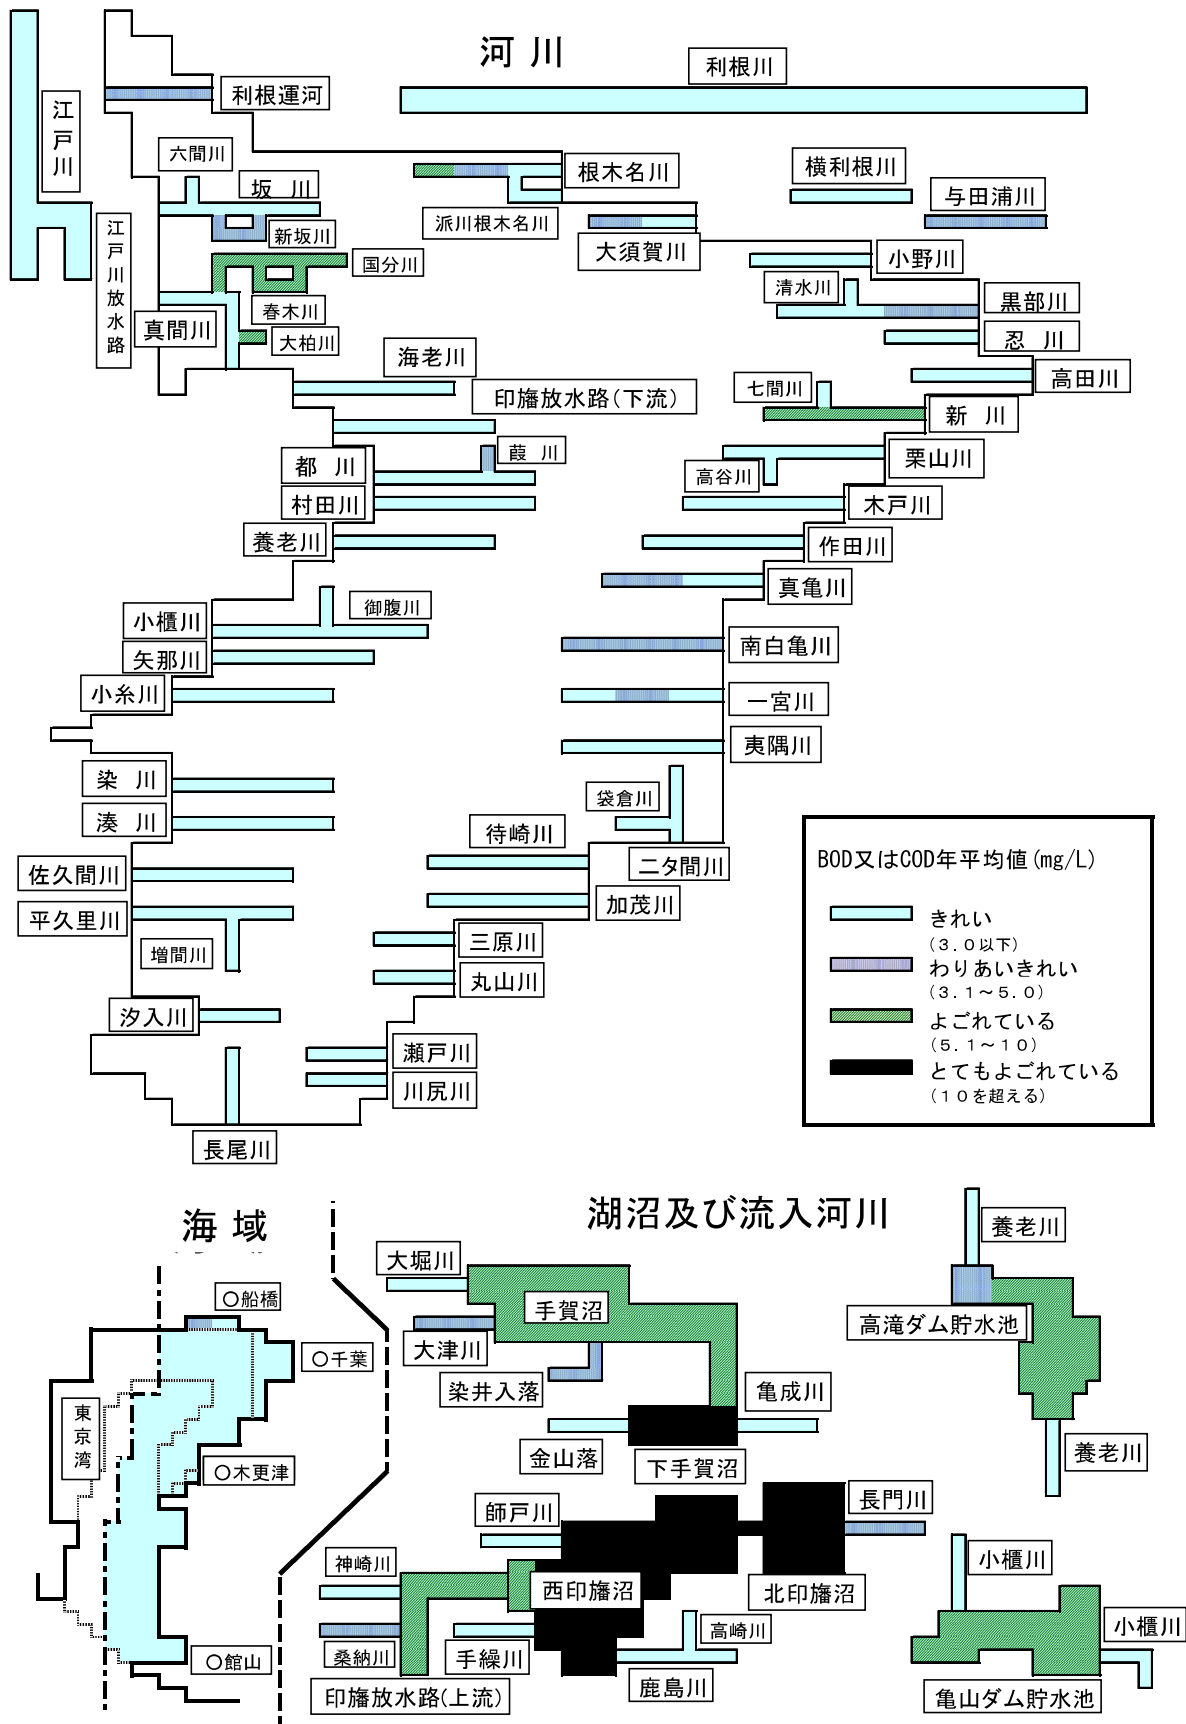 河川
利根川
利根運河
江戸川
六間川
坂 川
根木名川
横利根川
与田浦川
江戸川放水路
新坂川
派川根木名川
大須賀川
国分川
小野川
清水川
春木川
黒部川
真間川
大柏川
忍 川
海老川
高田川
印旛放水路(下流)
七間川
新 川
葭 川
都 川
高谷川
栗山川
村田川
木戸川
養老川
作田川
真亀川
小櫃川
御腹川
矢那川
南白亀川
小糸川
一宮川
夷隅川
染 川
袋倉川
湊 川
待崎川
二タ間川
佐久間川
加茂川
平久里川
増間川
三原川
丸山川
汐入川
瀬戸川
川尻川
長尾川
BOD又はCOD年平均値(mg/L)
きれい
(3.0以下)
わりあいきれい
(3.1～5.0)
よごれている
(5.1～10)
とてもよごれている
(10を超える)
海 域
○船橋
○千葉
東京湾
○木更津
○館山
湖沼及び流入河川
大堀川
手賀沼
大津川
染井入落
亀成川
金山落
下手賀沼
養老川
高滝ダム貯水池
養老川
師戸川
長門川
神崎川
西印旛沼
北印旛沼
桑納川
手繰川
高崎川
印旛放水路(上流)
鹿島川
小櫃川
小櫃川
亀山ダム貯水池